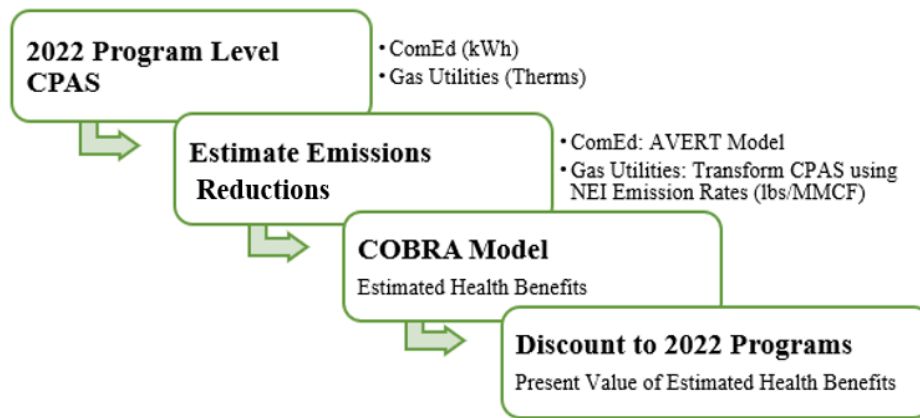 2022 Program Level
CPAS
• ComEd (kWh)
• Gas Utilities (Therms)
Estimate Emissions
Reductions
• ComEd: AVERT Model
• Gas Utilities: Transform CPAS using
NEI Emission Rates (lbs/MMCF)
COBRA Model
Estimated Health Benefits
Discount to 2022 Programs
Present Value of Estimated Health Benefits